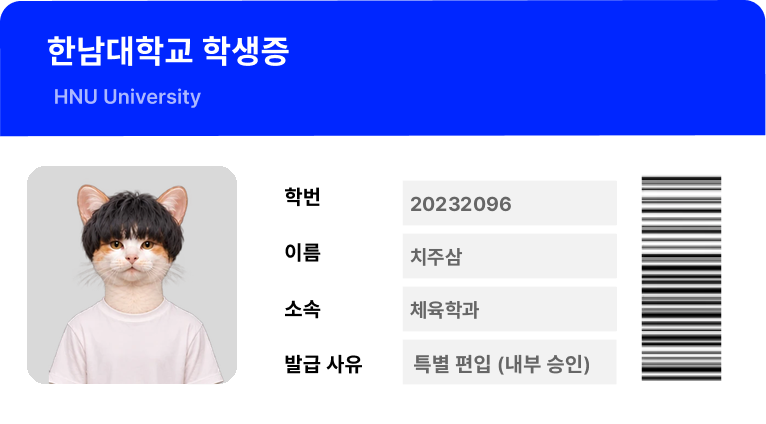 한남대학교 학생증
HNU University
학번 20232096
이름 치주삼
소속 체육학과
발급 사유 특별 편입 (내부 승인)